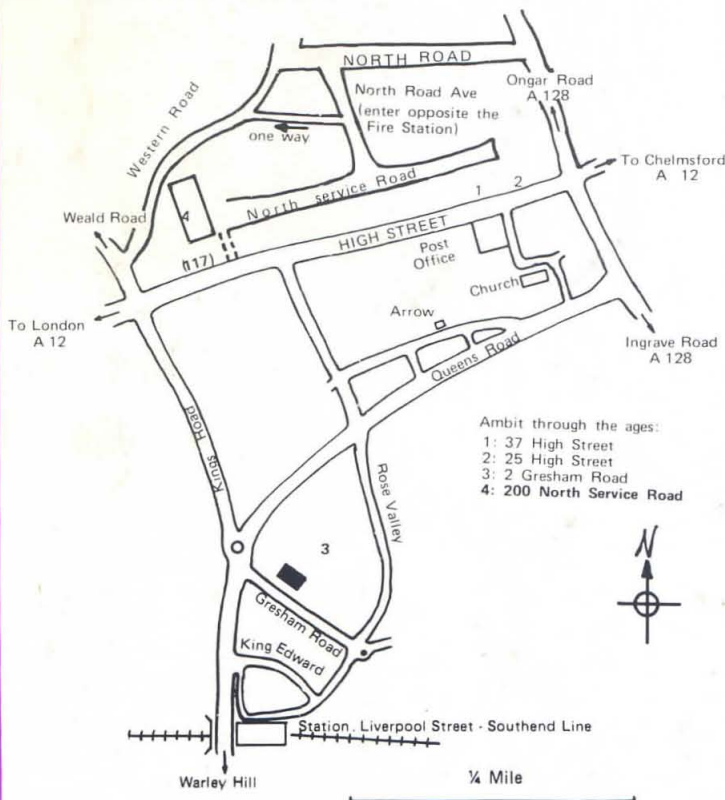 NORTH ROAD
Ongar Road
A 128
North Road Ave
(enter opposite the
Fire Station)
Western Road
one way
To Chelmsford
A 12
North service Road
1 2
4
Weald Road
HIGH STREET
Post
Office
(117)
Church
Arrow
To London
A 12
Ingrave Road
A 128
Queens Road
Kings Road
Ambit through the ages:
1: 37 High Street
2: 25 High Street
3: 2 Gresham Road
4: 200 North Service Road
Rose Valley
3
N
Gresham Road
King Edward
Station. Liverpool Street - Southend Line
Warley Hill
¼ Mile